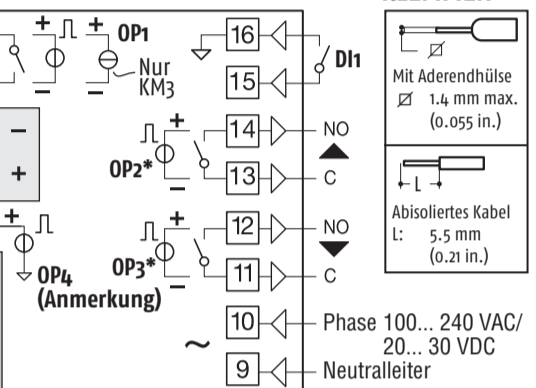 OP1
16
DI1
Nur
KM3
15
14
NO
OP2*
13
C
12
NO
OP3*
11
C
OP4
(Anmerkung)
10
Phase 100... 240 VAC/
20... 30 VDC
~
9
Neutralleiter
Mit Aderendhülse
1.4 mm max.
(0.055 in.)
L
Abisoliertes Kabel
L: 5.5 mm
(0.21 in.)